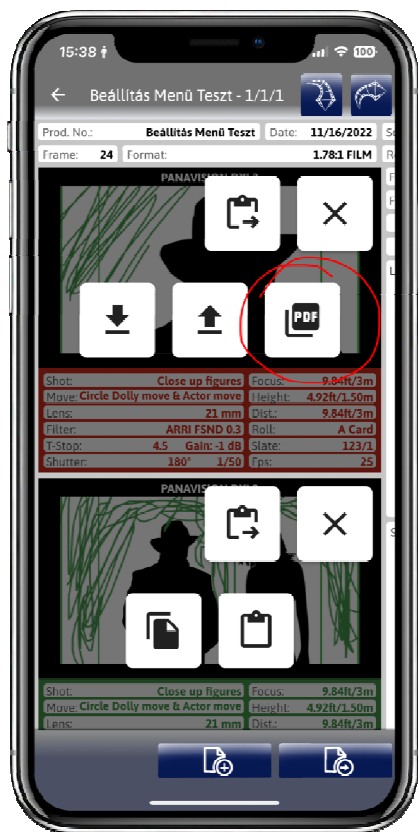 15:38
100
Beállítás Menü Teszt - 1/1/1
Prod. No.: Beállítás Menü Teszt Date: 11/16/2022
Frame: 24 Format: 1.78:1 FILM
PANAVISION
PDF
Shot: Close up figures Focus: 9.84ft/3m
Move: Circle Dolly move & Actor move Height: 4.92ft/1.50m
Lens: 21 mm Dist.: 9.84ft/3m
Filter: ARRI FSND 0.3 Roll: A Card
T-Stop: 4.5 Gain: -1 dB Slate: 123/1
Shutter: 180° 1/50 Fps: 25
PANAVISION
Shot: Close up figures Focus: 9.84ft/3m
Move: Circle Dolly move & Actor move Height: 4.92ft/1.50m
Lens: 21 mm Dist.: 9.84ft/3m